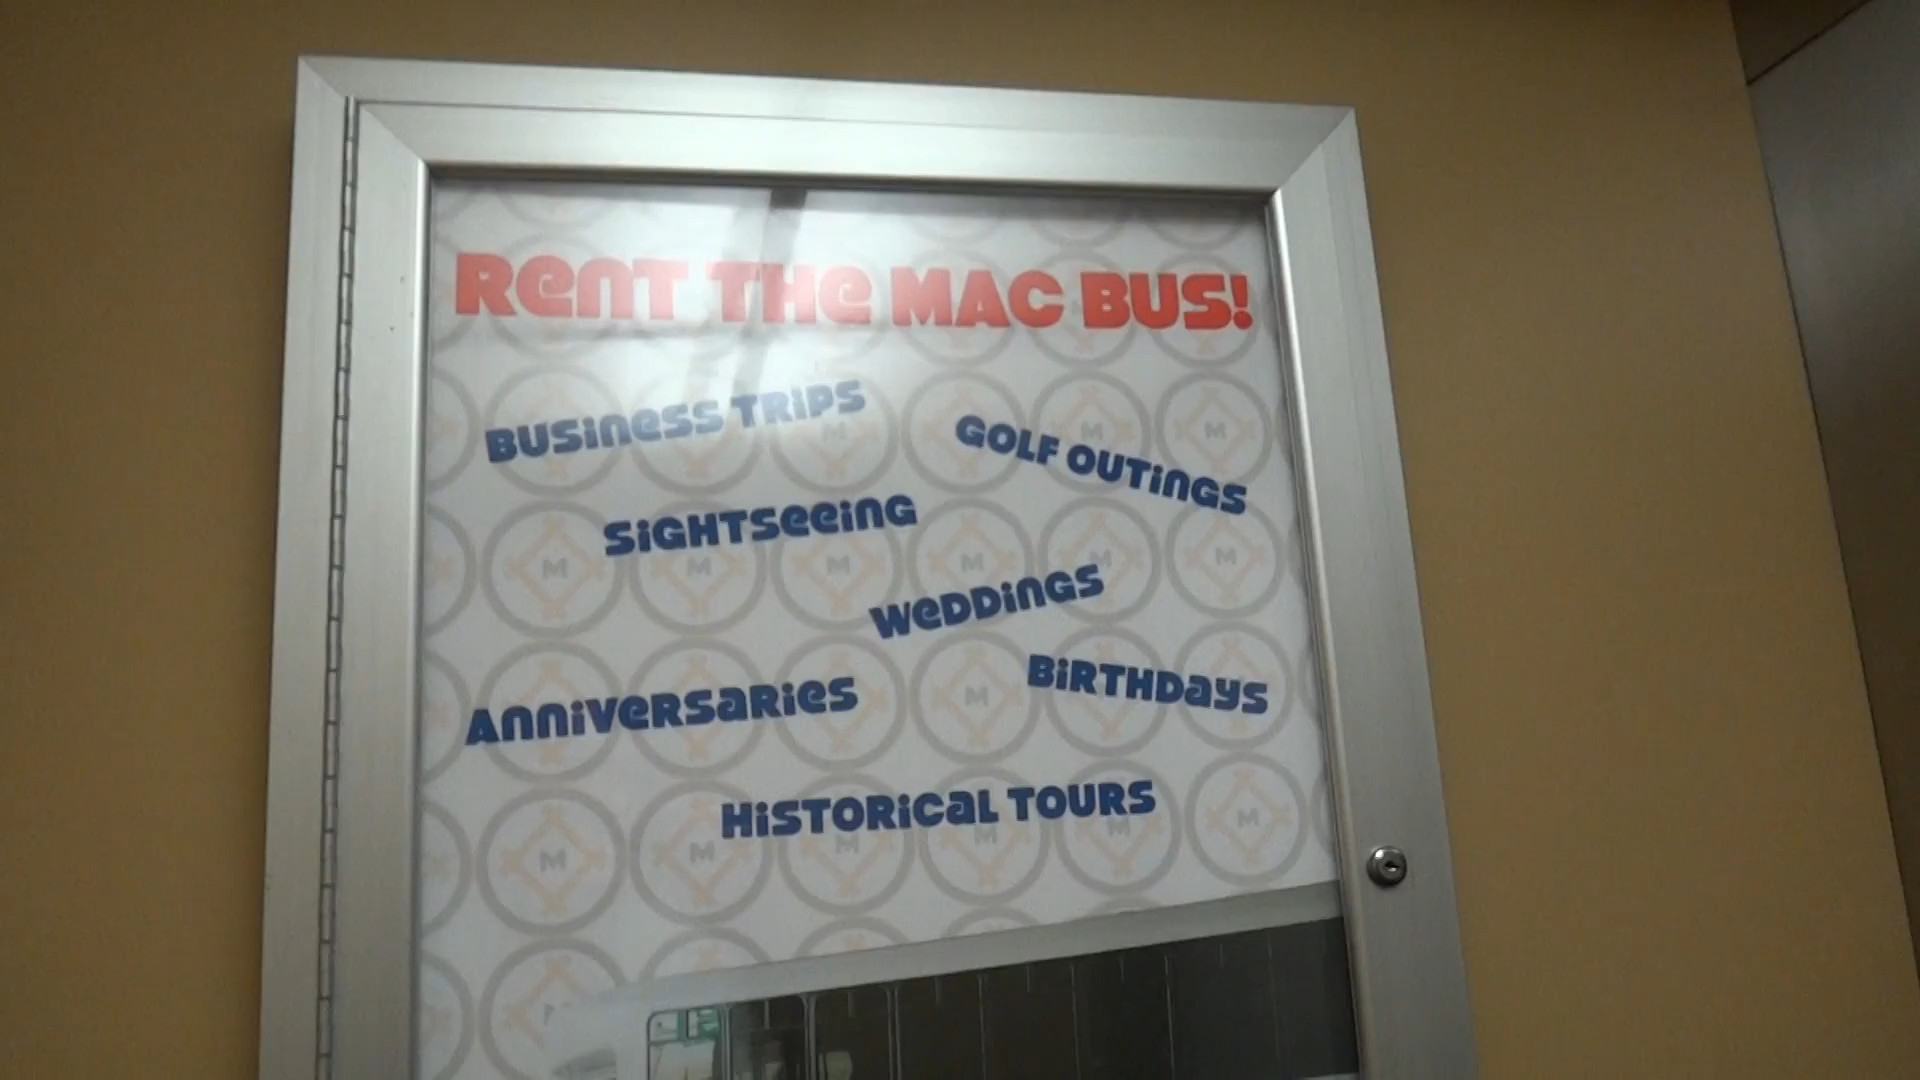 RENT THE MAC BUS!
BUSINESS TRIPS
GOLF OUTINGS
SIGHTSEEING
WEDDINGS
BIRTHDAYS
ANNIVERSARIES
HISTORICAL TOURS